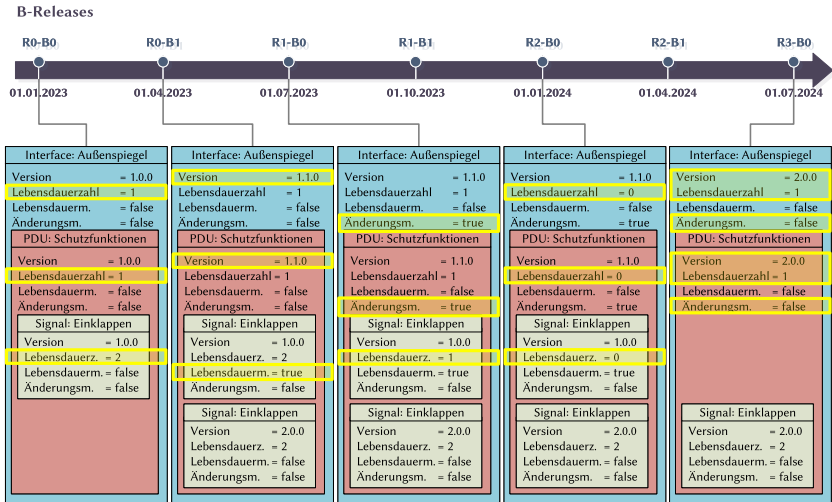 B-Releases
R0-B0 R0-B1 R1-B0 R1-B1 R2-B0 R2-B1 R3-B0
01.01.2023 01.04.2023 01.07.2023 01.10.2023 01.01.2024 01.04.2024 01.07.2024
Interface: Außenspiegel
Version = 1.0.0
Lebensdauerzahl = 1
Lebensdauerm. = false
Änderungsm. = false
PDU: Schutzfunktionen
Version = 1.0.0
Lebensdauerzahl = 1
Lebensdauerm. = false
Änderungsm. = false
Signal: Einklappen
Version = 1.0.0
Lebensdauerz. = 2
Lebensdauerm. = false
Änderungsm. = false
Interface: Außenspiegel
Version = 1.1.0
Lebensdauerzahl = 1
Lebensdauerm. = false
Änderungsm. = false
PDU: Schutzfunktionen
Version = 1.1.0
Lebensdauerzahl = 1
Lebensdauerm. = false
Änderungsm. = false
Signal: Einklappen
Version = 1.0.0
Lebensdauerz. = 2
Lebensdauerm. = true
Änderungsm. = false
Signal: Einklappen
Version = 2.0.0
Lebensdauerz. = 2
Lebensdauerm. = false
Änderungsm. = false
Interface: Außenspiegel
Version = 1.1.0
Lebensdauerzahl = 1
Lebensdauerm. = false
Änderungsm. = true
PDU: Schutzfunktionen
Version = 1.1.0
Lebensdauerzahl = 1
Lebensdauerm. = false
Änderungsm. = true
Signal: Einklappen
Version = 1.0.0
Lebensdauerz. = 1
Lebensdauerm. = true
Änderungsm. = false
Signal: Einklappen
Version = 2.0.0
Lebensdauerz. = 2
Lebensdauerm. = false
Änderungsm. = false
Interface: Außenspiegel
Version = 1.1.0
Lebensdauerzahl = 0
Lebensdauerm. = false
Änderungsm. = true
PDU: Schutzfunktionen
Version = 1.1.0
Lebensdauerzahl = 0
Lebensdauerm. = false
Änderungsm. = true
Signal: Einklappen
Version = 1.0.0
Lebensdauerz. = 0
Lebensdauerm. = true
Änderungsm. = false
Signal: Einklappen
Version = 2.0.0
Lebensdauerz. = 2
Lebensdauerm. = false
Änderungsm. = false
Interface: Außenspiegel
Version = 2.0.0
Lebensdauerzahl = 1
Lebensdauerm. = false
Änderungsm. = false
PDU: Schutzfunktionen
Version = 2.0.0
Lebensdauerzahl = 1
Lebensdauerm. = false
Änderungsm. = false
Signal: Einklappen
Version = 2.0.0
Lebensdauerz. = 2
Lebensdauerm. = false
Änderungsm. = false